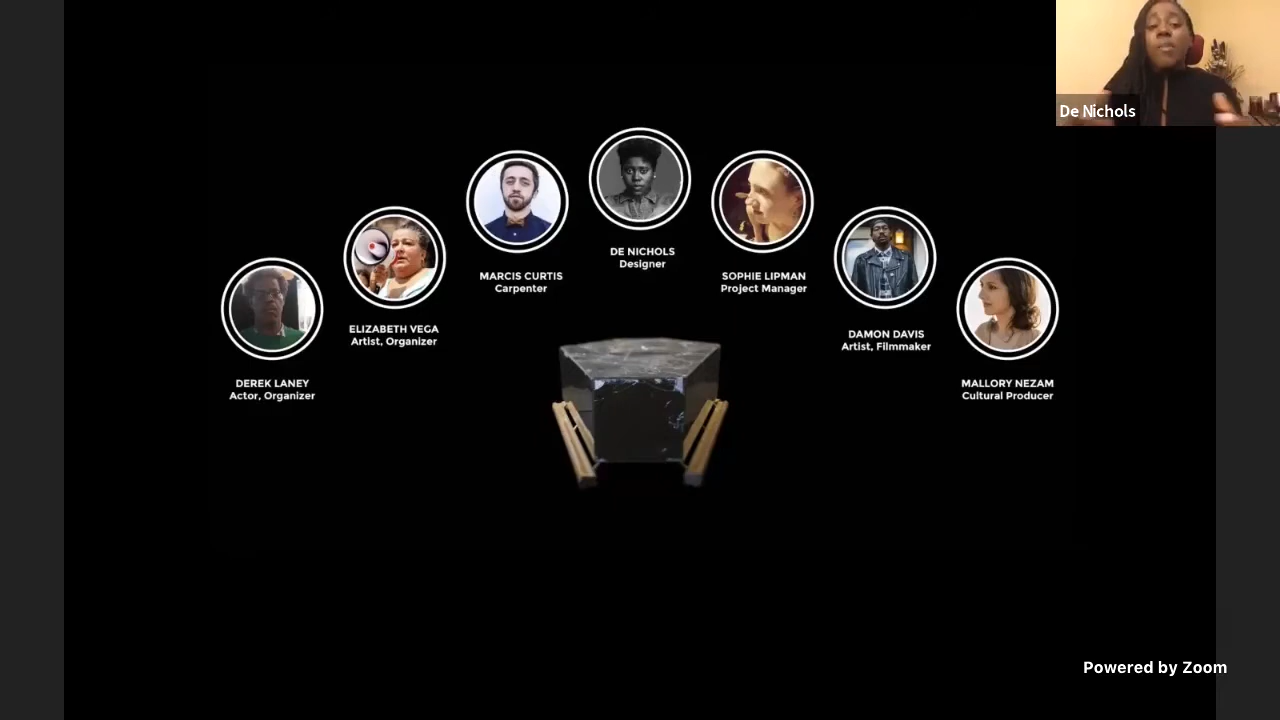 De Nichols
DE NICHOLS
Designer
MARCIS CURTIS
Carpenter
SOPHIE LIPMAN
Project Manager
ELIZABETH VEGA
Artist, Organizer
DAMON DAVIS
Artist, Filmmaker
DEREK LANEY
Actor, Organizer
MALLORY NEZAM
Cultural Producer
Powered by Zoom